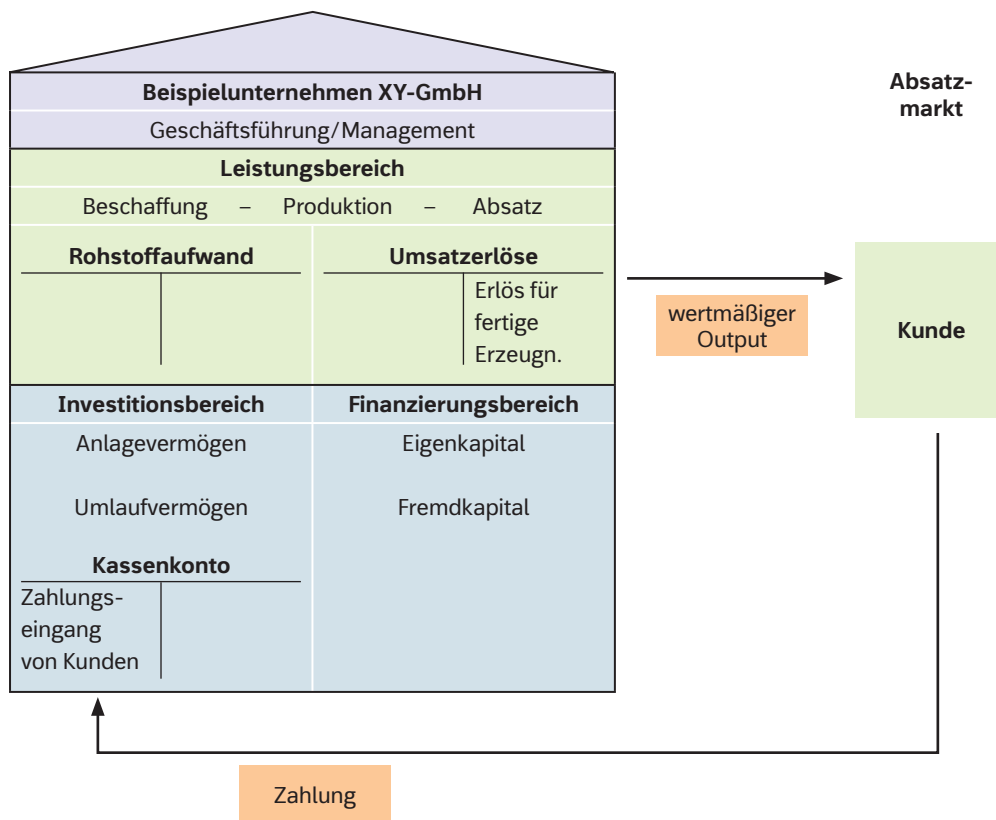 Beispielunternehmen XY-GmbH
Geschäftsführung/Management
Leistungsbereich
Beschaffung – Produktion – Absatz
Rohstoffaufwand
Umsatzerlöse
Erlös für
fertige
Erzeugn.
Investitionsbereich
Finanzierungsbereich
Anlagevermögen
Eigenkapital
Umlaufvermögen
Fremdkapital
Kassenkonto
Zahlungs-
eingang
von Kunden
wertmäßiger
Output
Absatz-
markt
Kunde
Zahlung